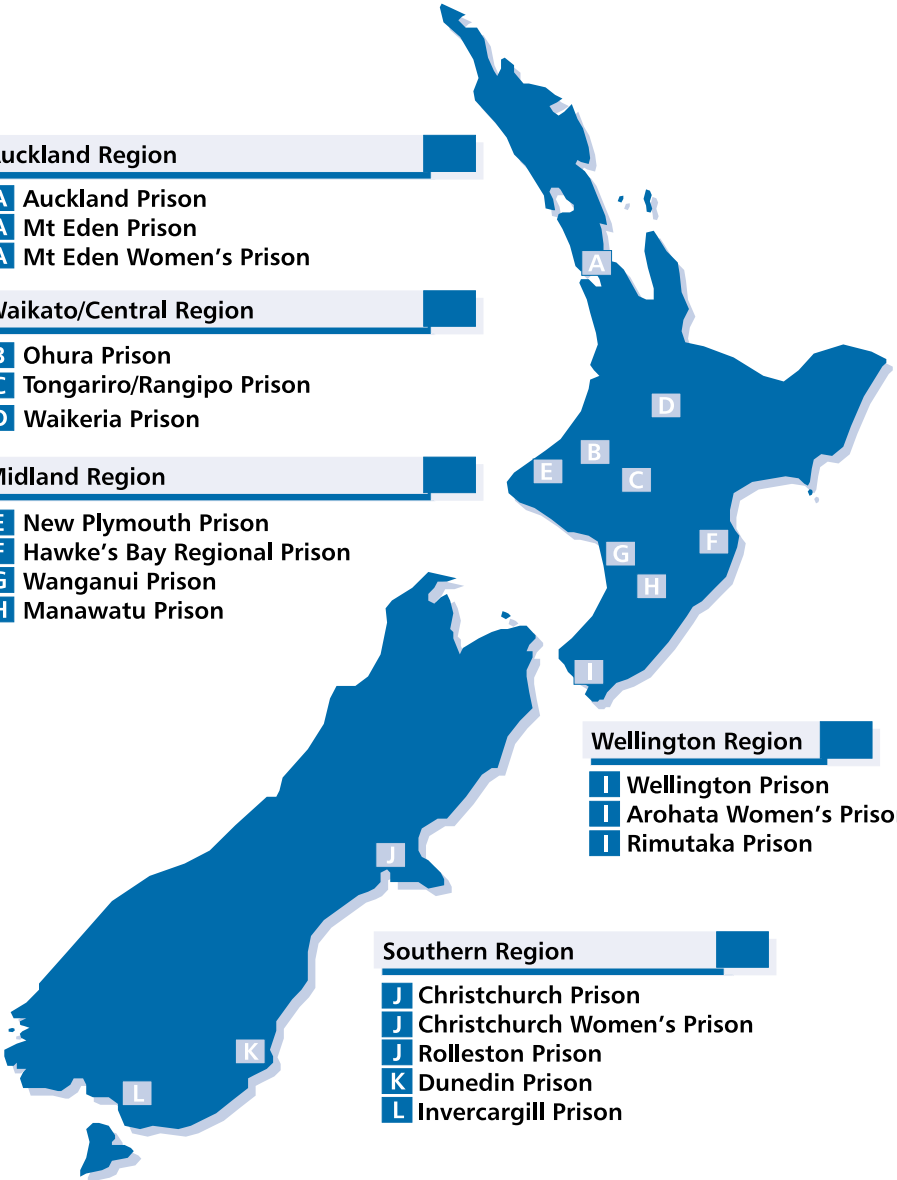 uckland Region
A Auckland Prison
A Mt Eden Prison
A Mt Eden Women's Prison
Waikato/Central Region
B Ohura Prison
C Tongariro/Rangipo Prison
D Waikeria Prison
Midland Region
E New Plymouth Prison
F Hawke's Bay Regional Prison
G Wanganui Prison
H Manawatu Prison
A
D
B
E
C
F
G
H
I
Wellington Region
I Wellington Prison
I Arohata Women's Priso
I Rimutaka Prison
J
Southern Region
J Christchurch Prison
J Christchurch Women's Prison
J Rolleston Prison
K Dunedin Prison
L Invercargill Prison
K
L